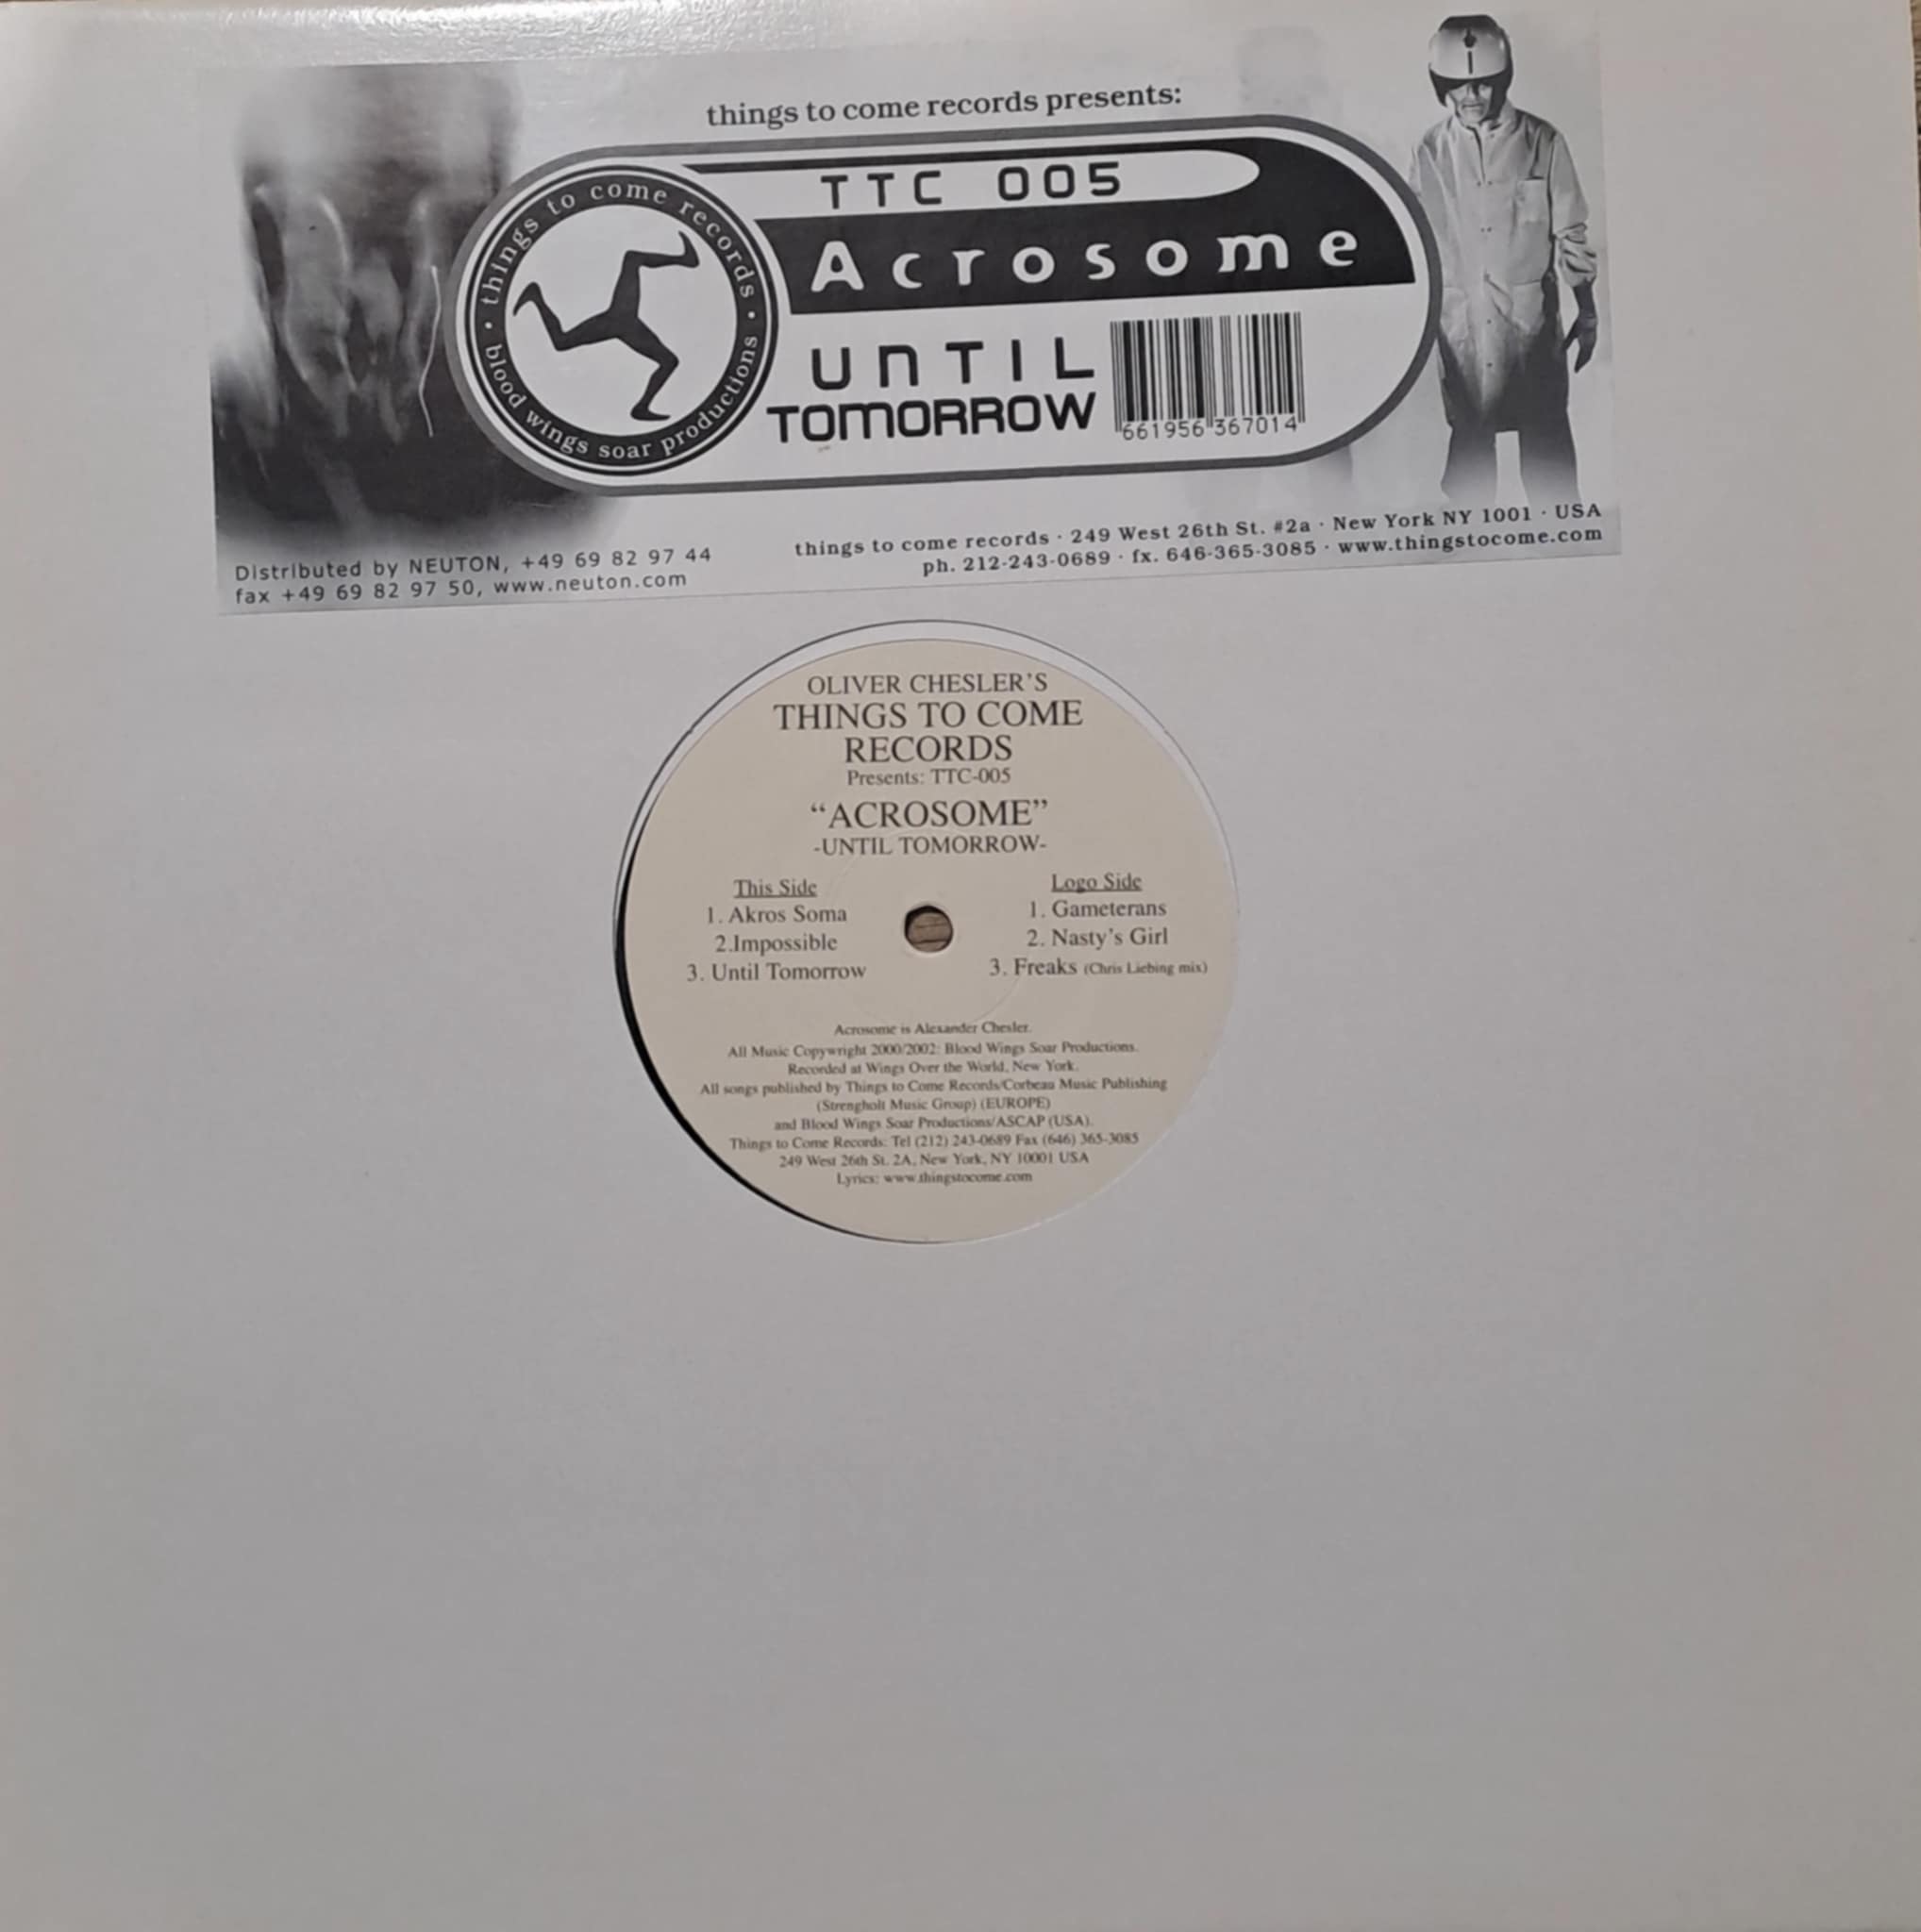 things to come records presents:
TTC 005
Acrosome
UNTIL
TOMORROW
661956 367014
things to come records · blood wings soar productions ·
Distributed by NEUTON, +49 69 82 97 44
fax +49 69 82 97 50, www.neuton.com
things to come records · 249 West 26th St. #2a · New York NY 1001 · USA
ph. 212-243-0689 · fx. 646-365-3085 · www.thingstocome.com
OLIVER CHESLER'S
THINGS TO COME
RECORDS
Presents: TTC-005
“ACROSOME”
-UNTIL TOMORROW-
This Side
1. Akros Soma
2.Impossible
3. Until Tomorrow
Logo Side
1. Gameterans
2. Nasty's Girl
3. Freaks (Chris Liebing mix)
Acrosome is Alexander Chesler.
All Music Copywright 2000/2002: Blood Wings Soar Productions.
Recorded at Wings Over the World, New York.
All songs published by Things to Come Records/Corbeau Music Publishing
(Strengholt Music Group) (EUROPE)
and Blood Wings Soar Productions/ASCAP (USA).
Things to Come Records: Tel (212) 243-0689 Fax (646) 365-3085
249 West 26th St. 2A, New York, NY 10001 USA
Lyrics: www.thingstocome.com